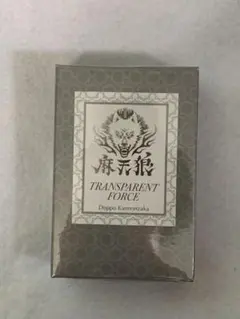 麻天狼
TRANSPARENT
FORCE
Doppo Kannonzaka